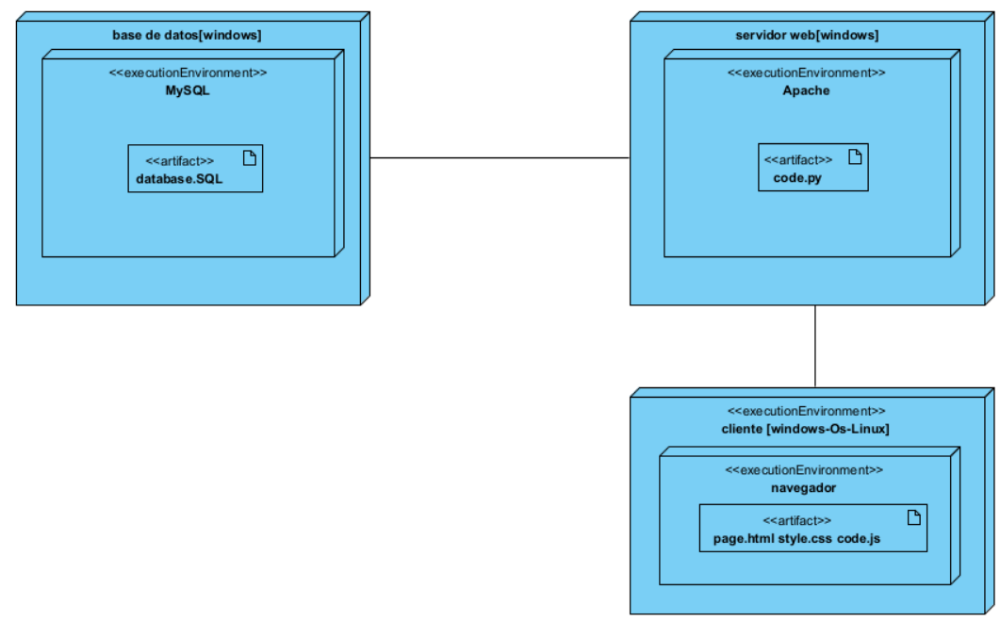 base de datos[windows]
<<executionEnvironment>>
MySQL
<<artifact>>
database.SQL
servidor web[windows]
<<executionEnvironment>>
Apache
<<artifact>>
code.py
<<executionEnvironment>>
cliente [windows-Os-Linux]
<<executionEnvironment>>
navegador
<<artifact>>
page.html style.css code.js